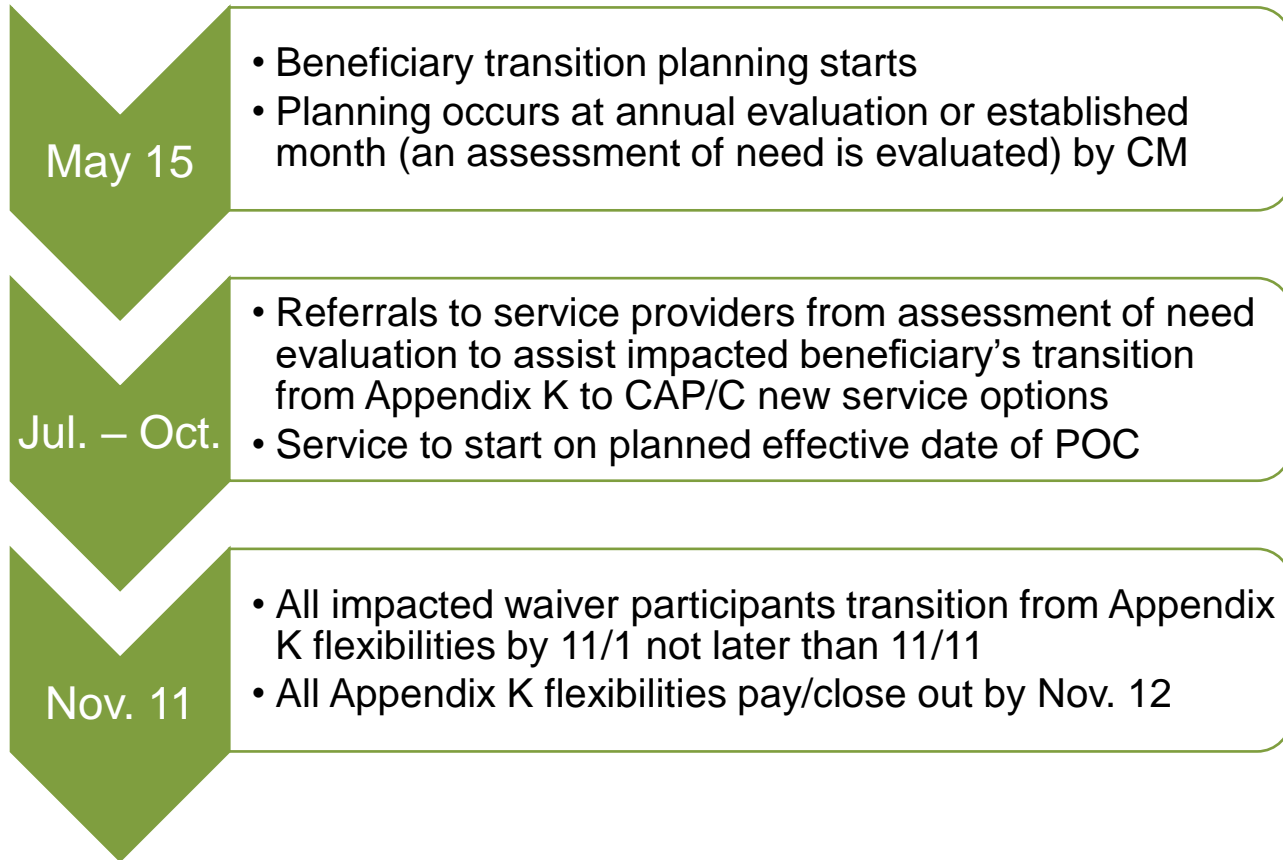 May 15
• Beneficiary transition planning starts
• Planning occurs at annual evaluation or established
month (an assessment of need is evaluated) by CM
Jul. – Oct.
• Referrals to service providers from assessment of need
evaluation to assist impacted beneficiary’s transition
from Appendix K to CAP/C new service options
• Service to start on planned effective date of POC
Nov. 11
• All impacted waiver participants transition from Appendix
K flexibilities by 11/1 not later than 11/11
• All Appendix K flexibilities pay/close out by Nov. 12